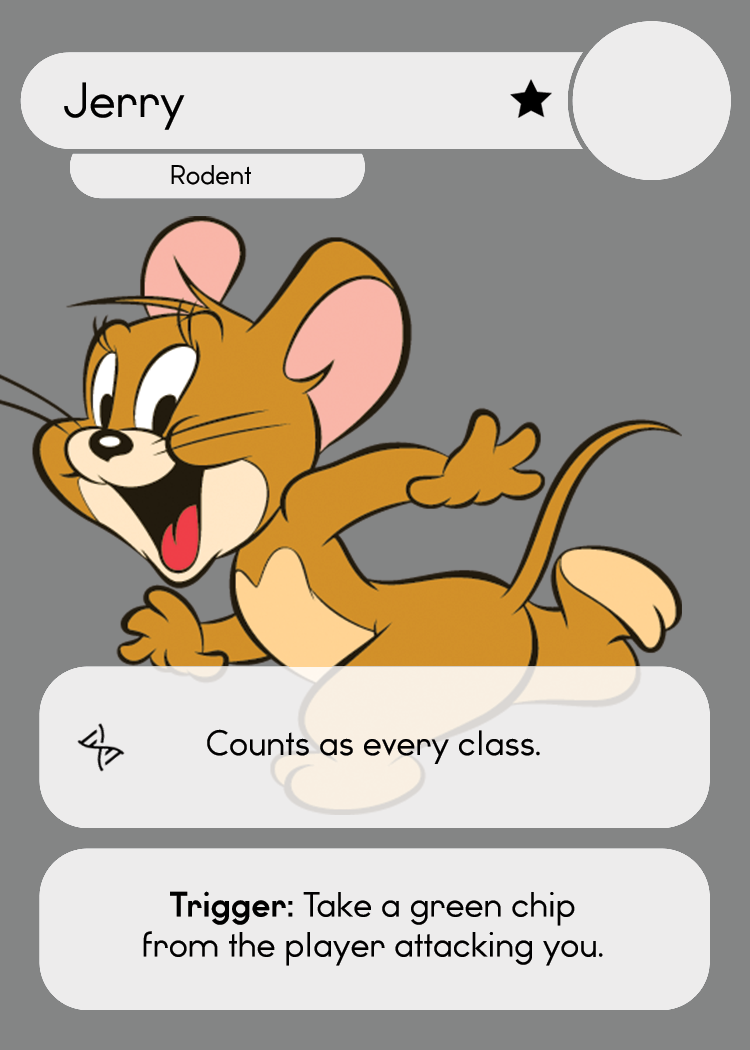 Jerry
Rodent
Counts as every class.
Trigger: Take a green chip
from the player attacking you.